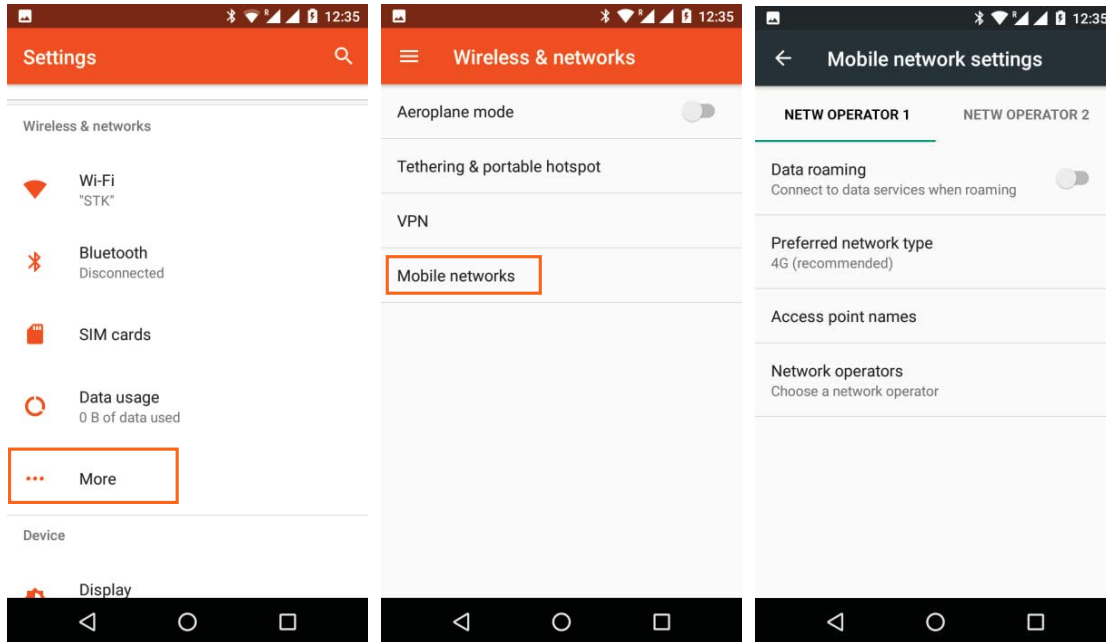 12:35
Settings
Wireless & networks
Wi-Fi
"STK"
Bluetooth
Disconnected
SIM cards
Data usage
0 B of data used
More
Device
Display
R
12:35
Wireless & networks
Aeroplane mode
Tethering & portable hotspot
VPN
Mobile networks
R
12:35
Mobile network settings
NETW OPERATOR 1
NETW OPERATOR 2
Data roaming
Connect to data services when roaming
Preferred network type
4G (recommended)
Access point names
Network operators
Choose a network operator